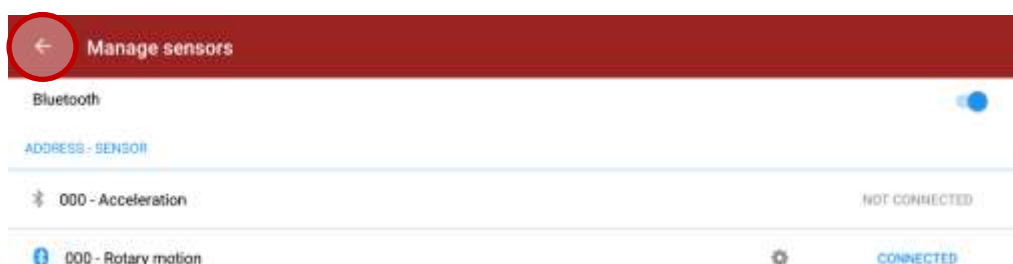 Manage sensors
Bluetooth
ADDRESS - SENSOR
000 - Acceleration NOT CONNECTED
000 - Rotary motion CONNECTED